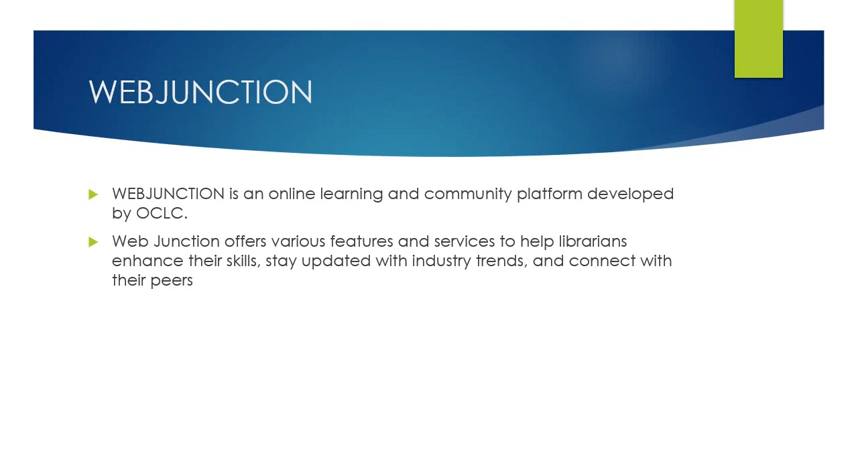 WEBJUNCTION
WEBJUNCTION is an online learning and community platform developed
by OCLC.
Web Junction offers various features and services to help librarians
enhance their skills, stay updated with industry trends, and connect with
their peers